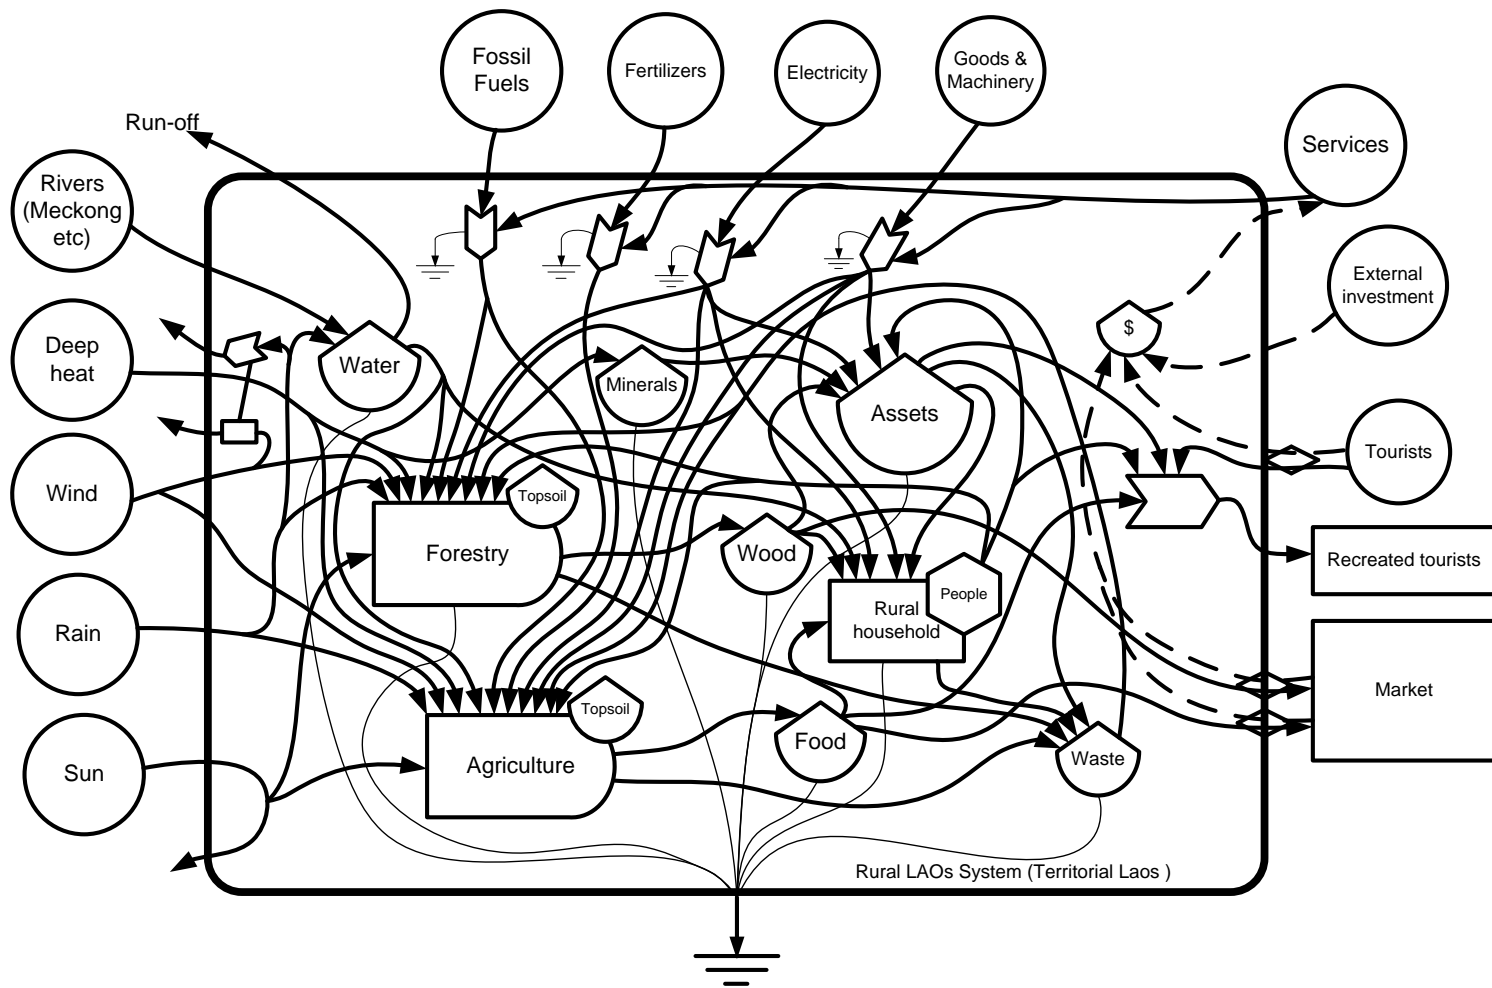 Fossil
Fuels
Fertilizers
Electricity
Goods &
Machinery
Services
Run-off
Rivers
(Meckong
etc)
External
investment
$
Deep
heat
Water
Minerals
Assets
Tourists
Wind
Topsoil
Forestry
Wood
Recreated tourists
People
Rural
household
Rain
Market
Topsoil
Food
Waste
Sun
Agriculture
Rural LAOs System (Territorial Laos )